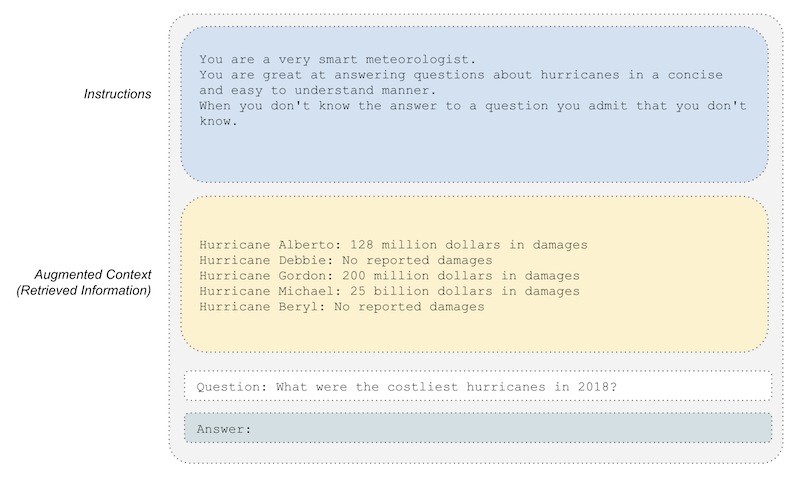 Instructions
You are a very smart meteorologist.
You are great at answering questions about hurricanes in a concise
and easy to understand manner.
When you don't know the answer to a question you admit that you don't
know.
Augmented Context
(Retrieved Information)
Hurricane Alberto: 128 million dollars in damages
Hurricane Debbie: No reported damages
Hurricane Gordon: 200 million dollars in damages
Hurricane Michael: 25 billion dollars in damages
Hurricane Beryl: No reported damages
Question: What were the costliest hurricanes in 2018?
Answer: